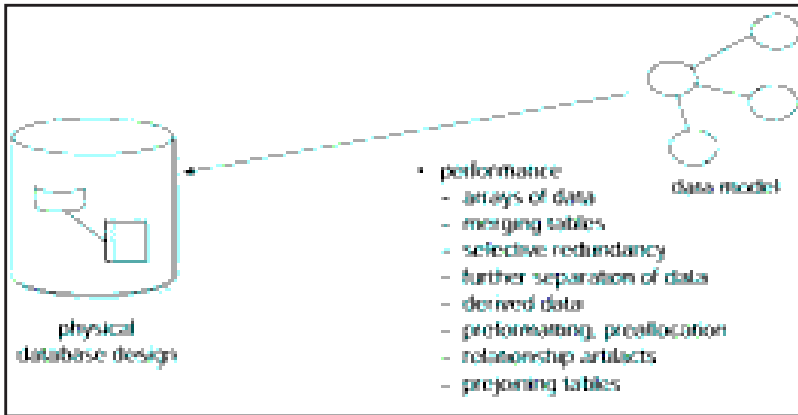 data model
• performance
– arrays of data
– merging tables
– selective redundancy
– further separation of data
– derived data
– preformatting, preallocation
– relationship artifacts
– prejoining tables
physical
database design